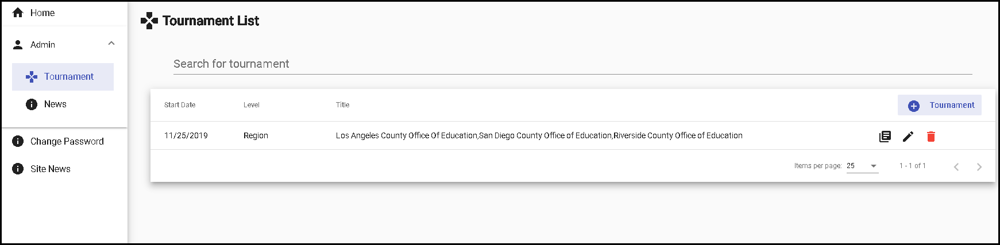 Home
Tournament List
Admin
Search for tournament
Tournament
News
Start Date Level Title Tournament
11/25/2019 Region Los Angeles County Office Of Education,San Diego County Office of Education,Riverside County Office of Education
Change Password
Items per page: 25 1 - 1 of 1
Site News